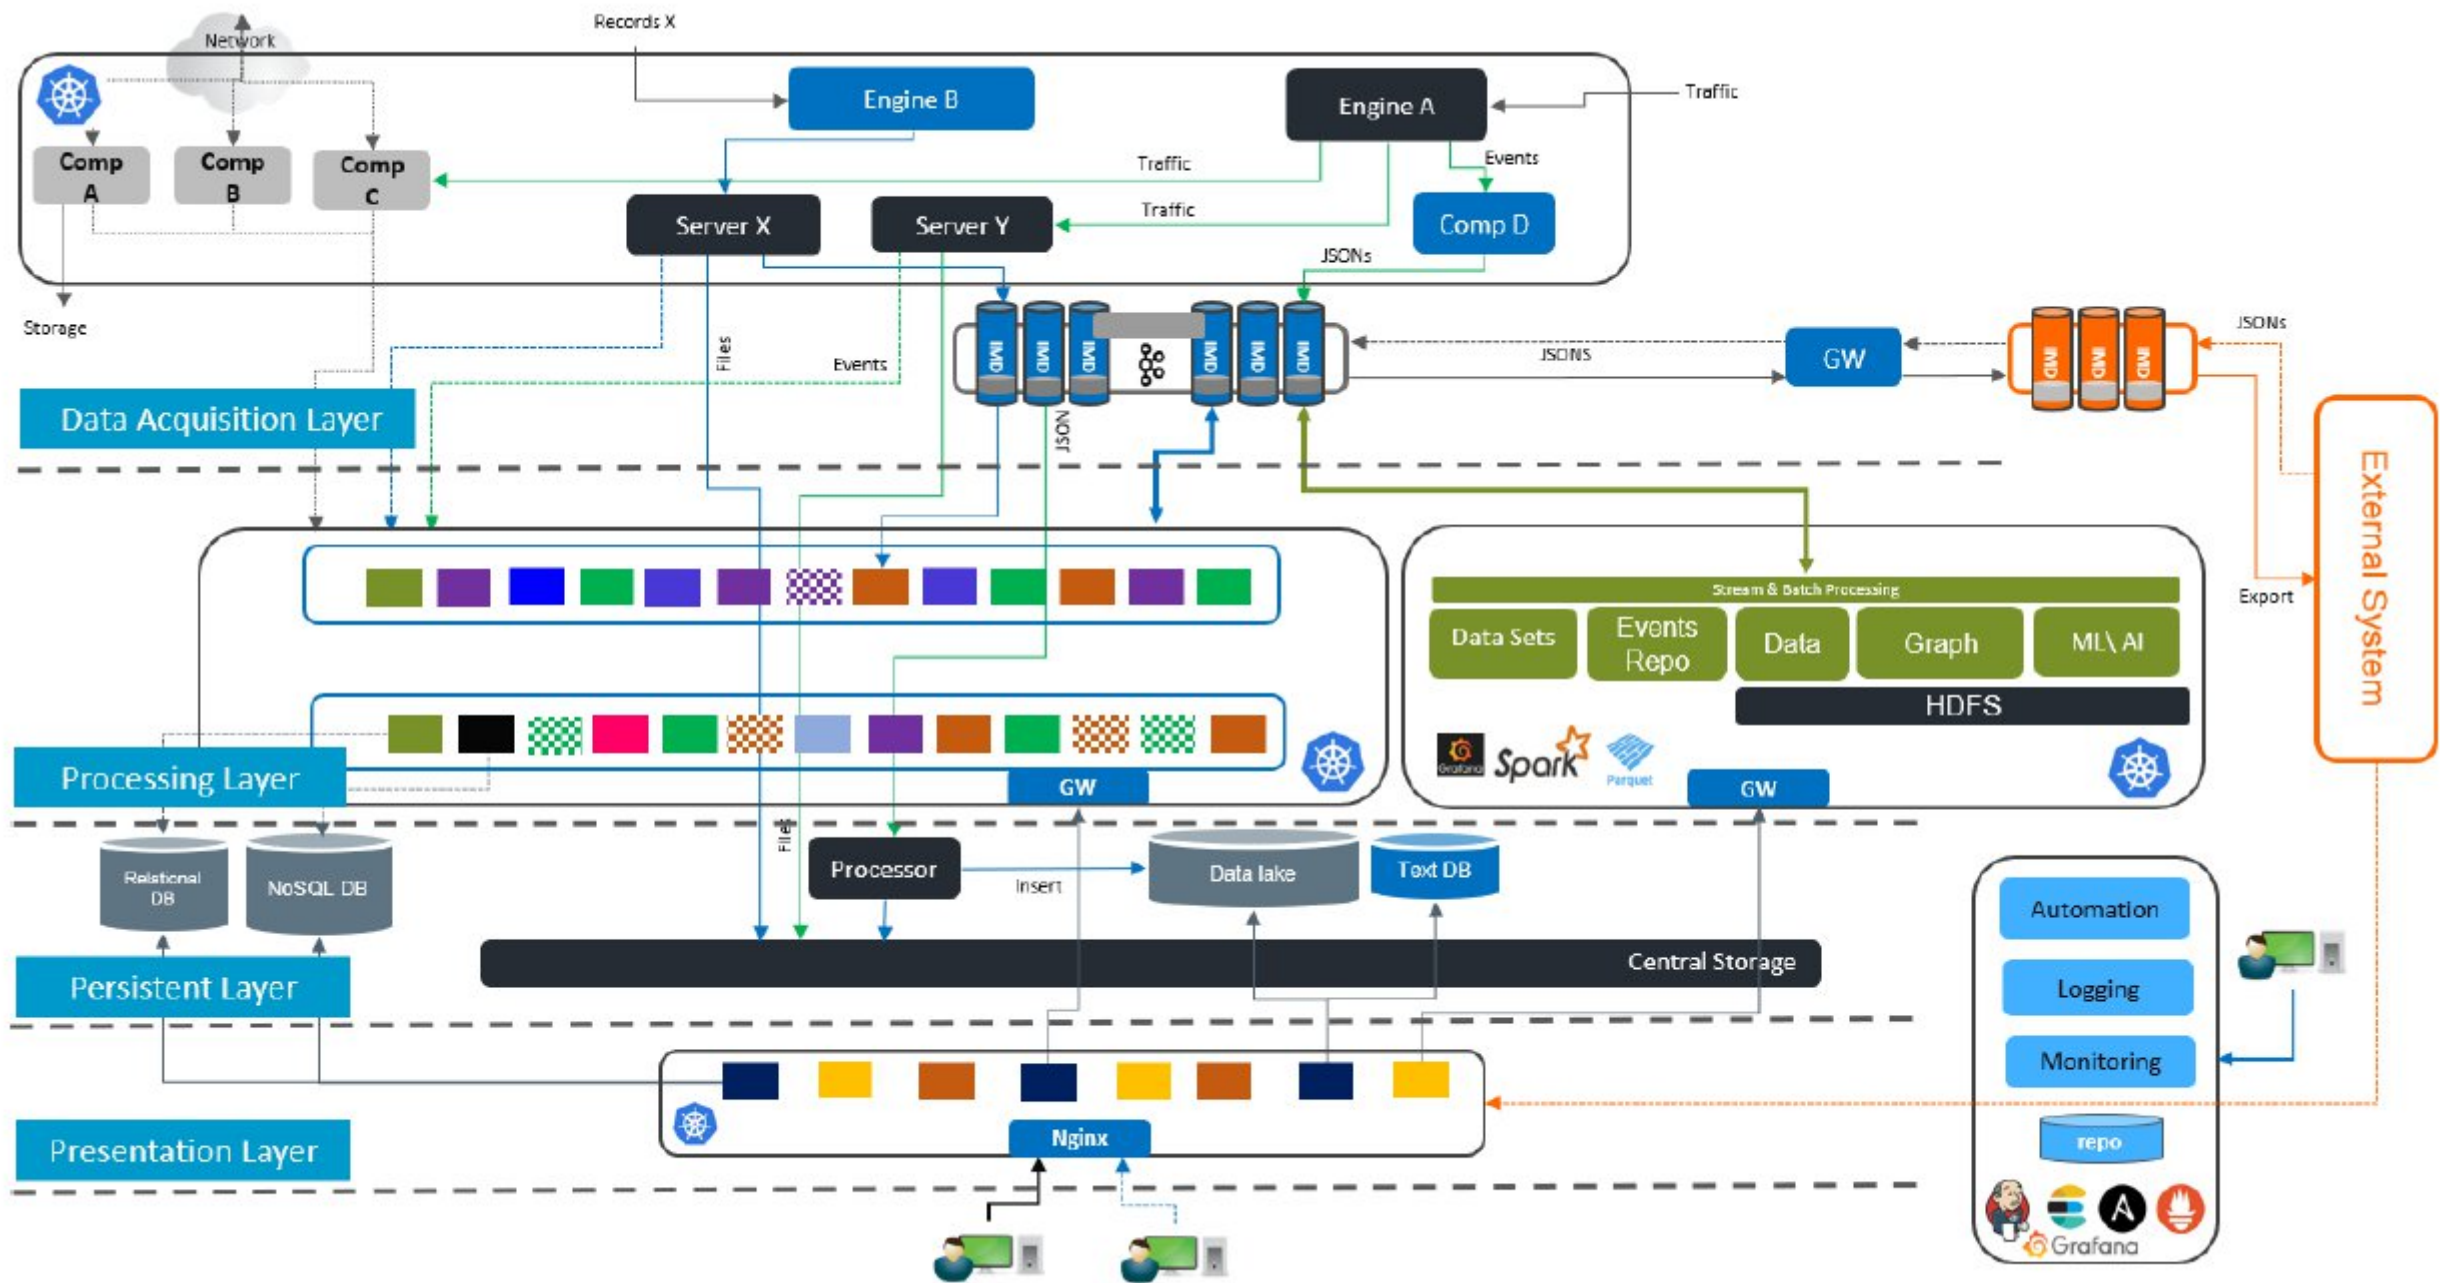 Network
Records X
Engine B
Engine A
Traffic
Comp
A
Comp
B
Comp
C
Traffic
Events
Server X
Server Y
Traffic
Comp D
JSONs
Storage
Files
Events
IMD
IMD
IMD
IMD
IMD
IMD
JSONS
GW
IMD
IMD
IMD
JSONs
Data Acquisition Layer
JSON
External System
Export
Stream & Batch Processing
Data Sets
Events
Repo
Data
Graph
ML\ AI
HDFS
Grafana
Spark
Parquet
Processing Layer
GW
GW
Files
Relational
DB
NoSQL DB
Processor
Insert
Data lake
Text DB
Central Storage
Persistent Layer
Automation
Logging
Monitoring
repo
Grafana
Nginx
Presentation Layer